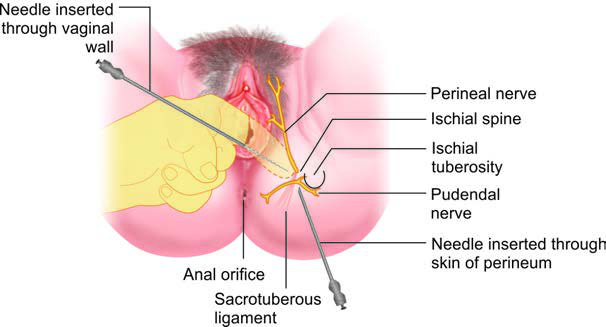 Needle inserted
through vaginal
wall
Perineal nerve
Ischial spine
Ischial
tuberosity
Pudendal
nerve
Needle inserted through
skin of perineum
Anal orifice
Sacrotuberous
ligament